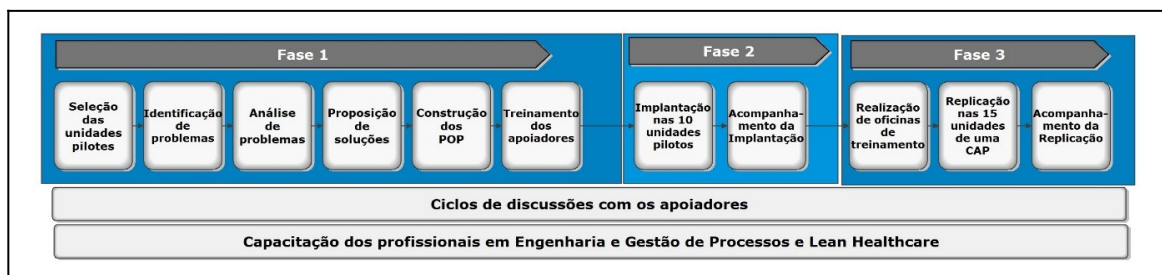 Fase 1
Fase 2
Fase 3
Seleção
das
unidades
pilotes
Identificação
de
problemas
Análise
de
problemas
Proposição
de
soluções
Construção
dos
POP
Treinamento
dos
apoiadores
Implantação
nas 10
unidades
pilotos
Acompanha-
mento da
Implantação
Realização
de oficinas
de
treinamento
Replicação
nas 15
unidades
de uma
CAP
Acompanha-
mento da
Replicação
Ciclos de discussões com os apoiadores
Capacitação dos profissionais em Engenharia e Gestão de Processos e Lean Healthcare